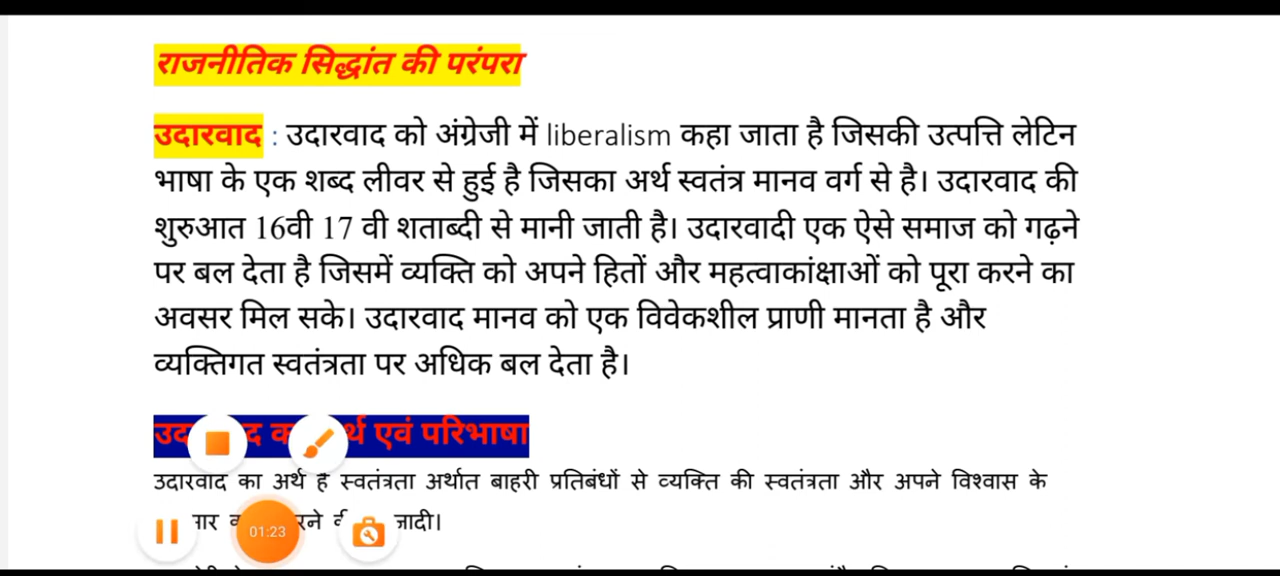 राजनीतिक सिद्धांत की परंपरा
उदारवाद : उदारवाद को अंग्रेजी में liberalism कहा जाता है जिसकी उत्पत्ति लेटिन
भाषा के एक शब्द लीवर से हुई है जिसका अर्थ स्वतंत्र मानव वर्ग से है। उदारवाद की
शुरुआत 16वी 17 वी शताब्दी से मानी जाती है। उदारवादी एक ऐसे समाज को गढ़ने
पर बल देता है जिसमें व्यक्ति को अपने हितों और महत्वाकांक्षाओं को पूरा करने का
अवसर मिल सके। उदारवाद मानव को एक विवेकशील प्राणी मानता है और
व्यक्तिगत स्वतंत्रता पर अधिक बल देता है।
एवं परिभाषा
उदारवाद का अर्थ है स्वतंत्रता अर्थात बाहरी प्रतिबंधों से व्यक्ति की स्वतंत्रता और अपने विश्वास के
01:23